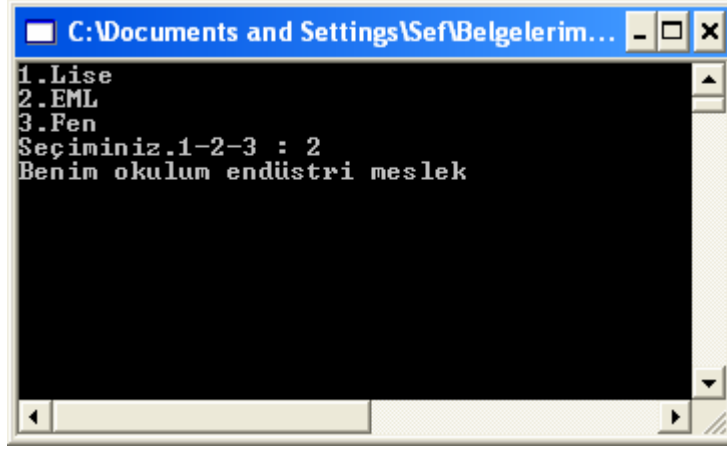 C:\Documents and Settings\Sef\Belgelerim...
1.Lise
2.EML
3.Fen
Seçiminiz.1-2-3 : 2
Benim okulum endüstri meslek